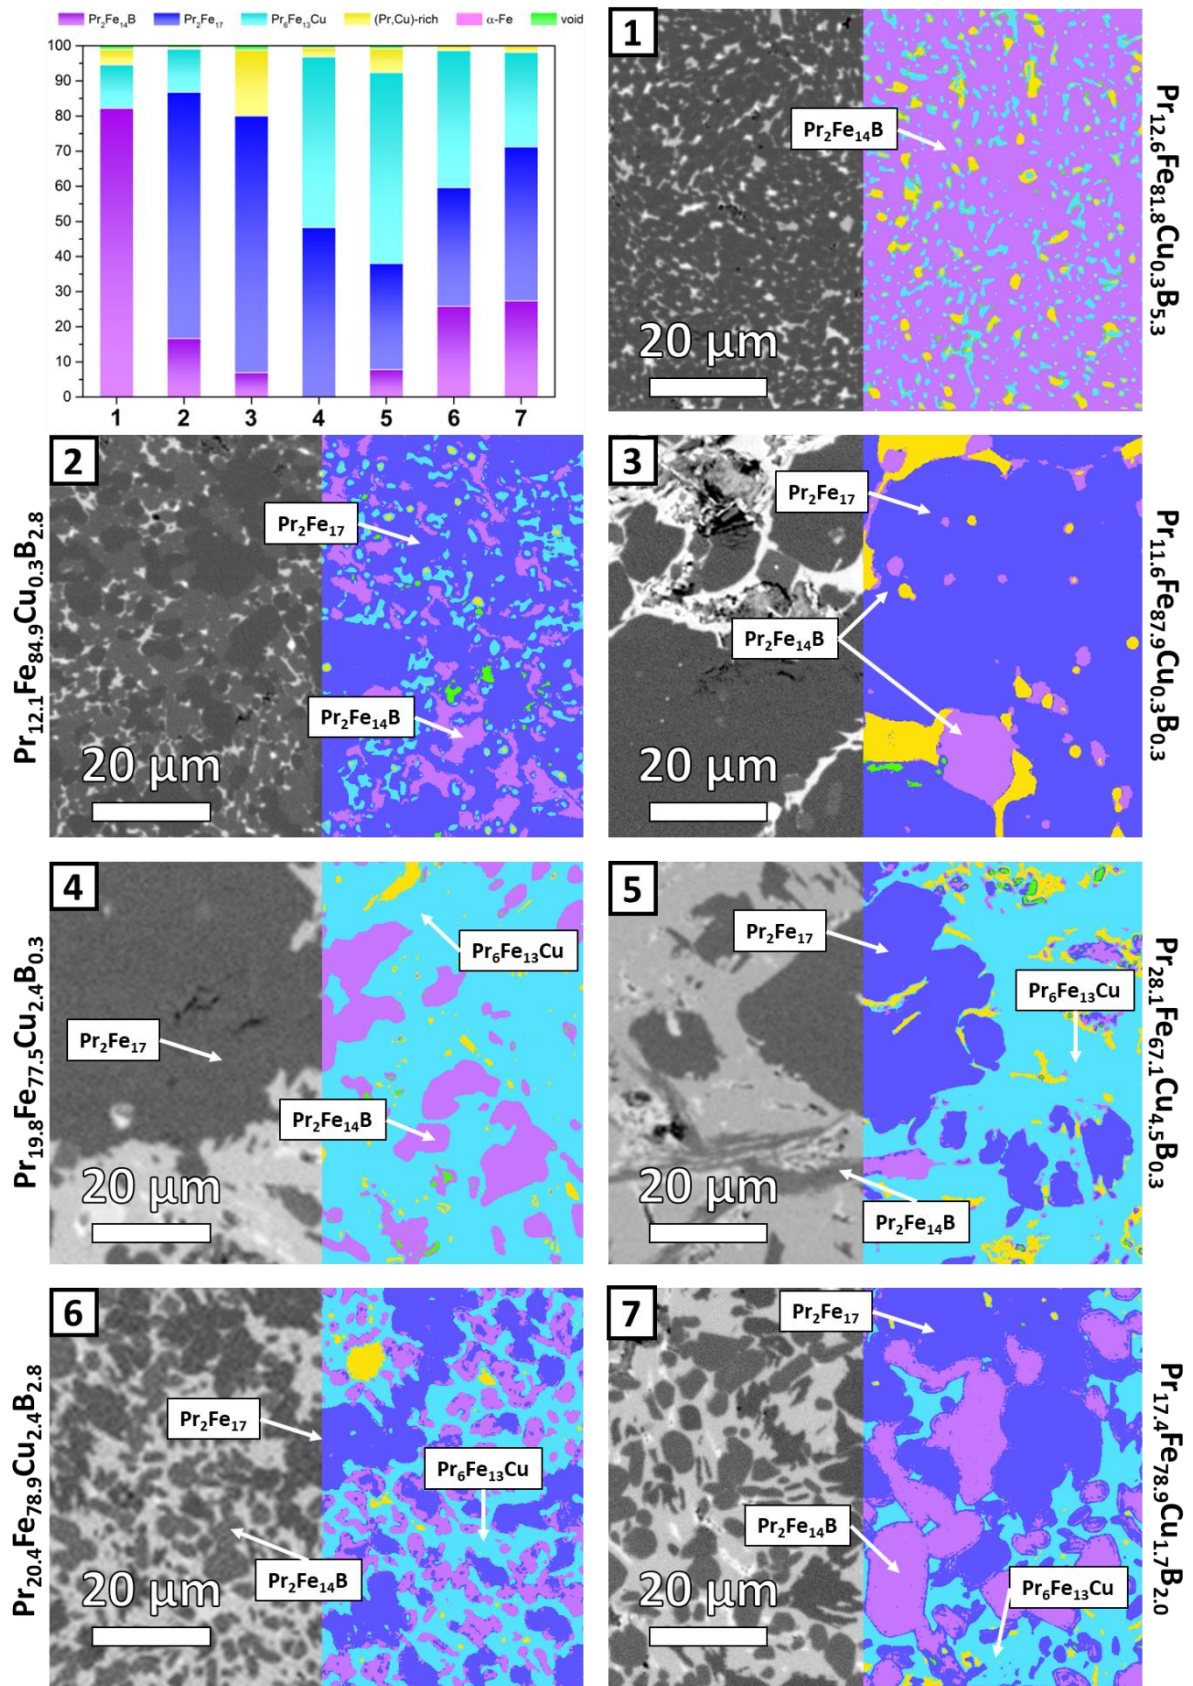 Pr₂Fe₁₄B Pr₂Fe₁₇ Pr₆Fe₁₃Cu (Pr,Cu)-rich α-Fe void
100
90
80
70
60
50
40
30
20
10
0
1 2 3 4 5 6 7
1
Pr₂Fe₁₄B
20 μm
Pr₁₂.₆Fe₈₁.₈Cu₀.₃B₅.₃
2
Pr₂Fe₁₇
Pr₂Fe₁₄B
20 μm
Pr₁₂.₁Fe₈₄.₉Cu₀.₃B₂.₈
3
Pr₂Fe₁₇
Pr₂Fe₁₄B
20 μm
Pr₁₁.₆Fe₈₇.₉Cu₀.₃B₀.₃
4
Pr₆Fe₁₃Cu
Pr₂Fe₁₇
Pr₂Fe₁₄B
20 μm
Pr₁₉.₈Fe₇₇.₅Cu₂.₄B₀.₃
5
Pr₂Fe₁₇
Pr₆Fe₁₃Cu
Pr₂Fe₁₄B
20 μm
Pr₂₈.₁Fe₆₇.₁Cu₄.₅B₀.₃
6
Pr₂Fe₁₇
Pr₆Fe₁₃Cu
Pr₂Fe₁₄B
20 μm
Pr₂₀.₄Fe₇₈.₉Cu₂.₄B₂.₈
7
Pr₂Fe₁₇
Pr₂Fe₁₄B
Pr₆Fe₁₃Cu
20 μm
Pr₁₇.₄Fe₇₈.₉Cu₁.₇B₂.₀